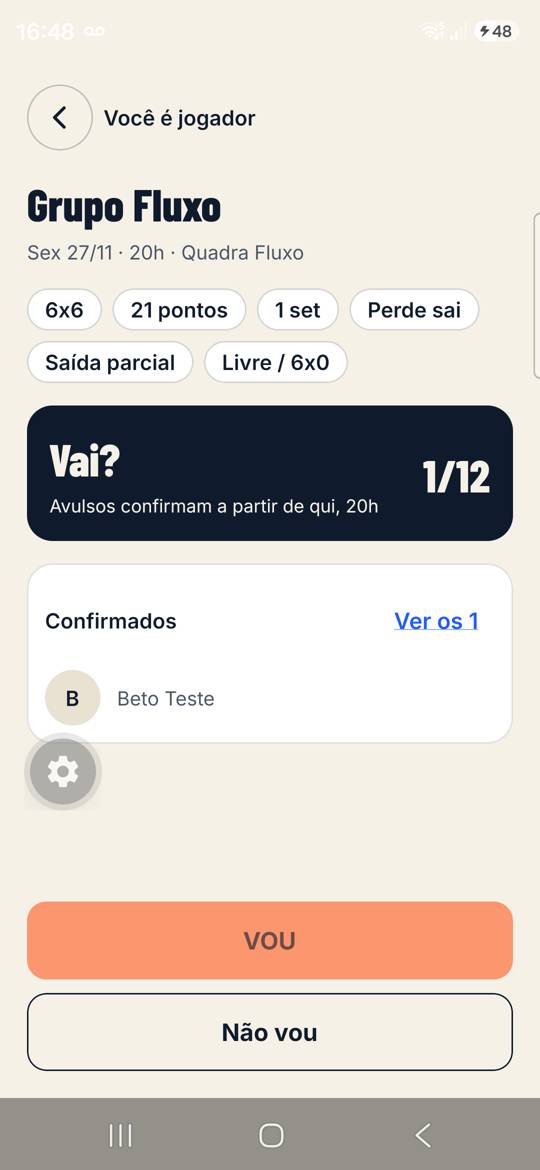 16:48
48
Você é jogador
Grupo Fluxo
Sex 27/11 · 20h · Quadra Fluxo
6x6
21 pontos
1 set
Perde sai
Saída parcial
Livre / 6x0
Vai?
1/12
Avulsos confirmam a partir de qui, 20h
Confirmados
Ver os 1
B
Beto Teste
VOU
Não vou